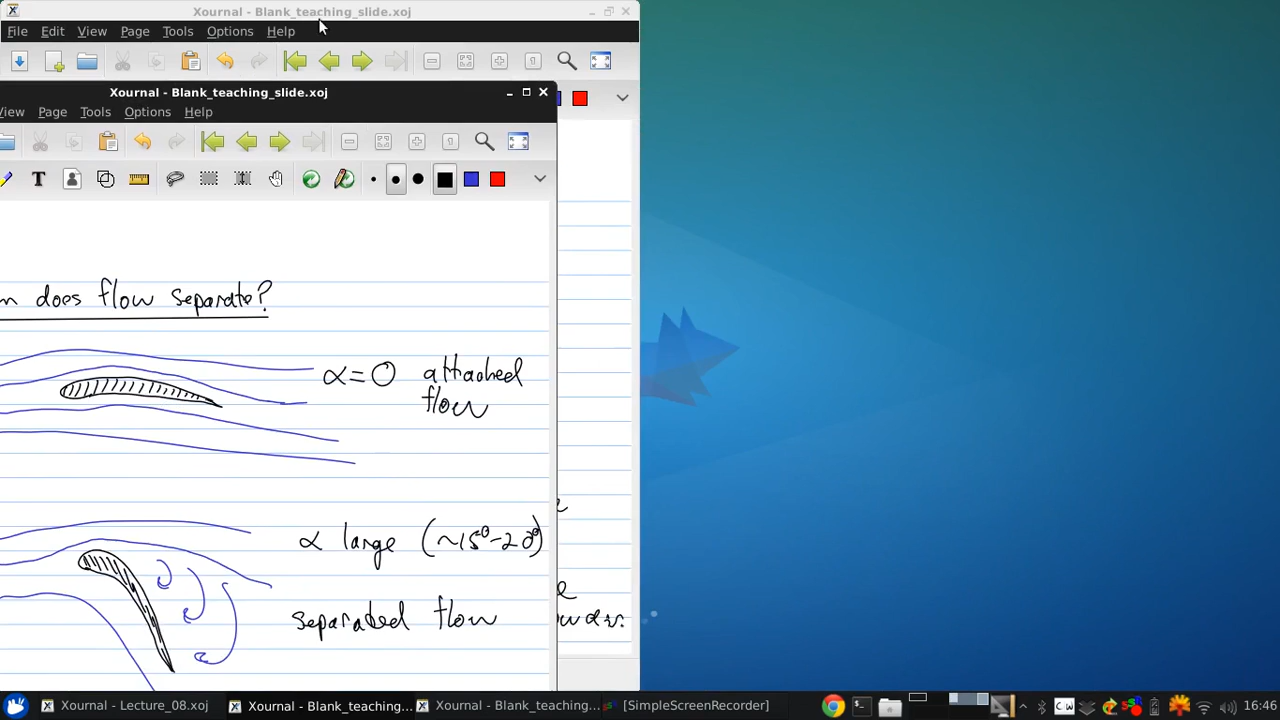 Xournal - Blank_teaching_slide.xoj
File Edit View Page Tools Options Help
Xournal - Blank_teaching_slide.xoj
View Page Tools Options Help
does flow separate?
α=0 attached
flow
α large (~15°-20°)
separated flow
Xournal - Lecture_08.xoj
Xournal - Blank_teaching...
Xournal - Blank_teaching...
[SimpleScreenRecorder]
16:46